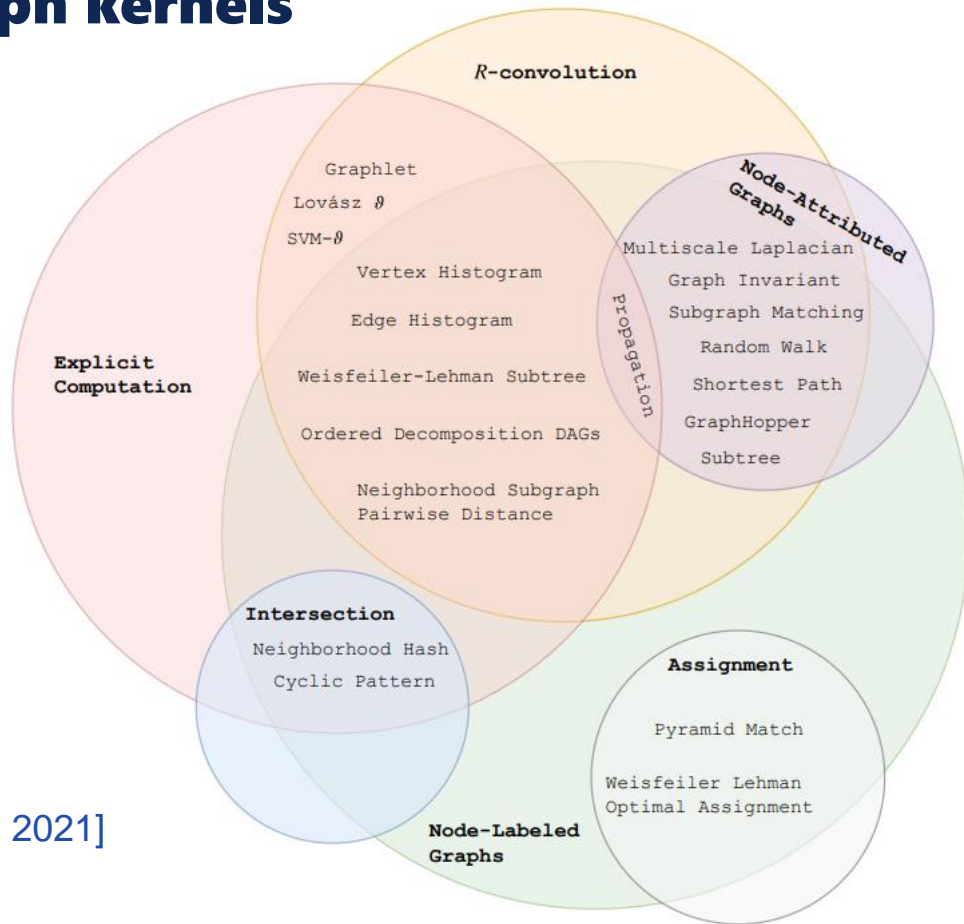 ph kernels
R-convolution
Graphlet
Lovász ϑ
SVM-ϑ
Vertex Histogram
Edge Histogram
Weisfeiler-Lehman Subtree
Ordered Decomposition DAGs
Neighborhood Subgraph
Pairwise Distance
Explicit
Computation
Propagation
Node-Attributed
Graphs
Multiscale Laplacian
Graph Invariant
Subgraph Matching
Random Walk
Shortest Path
GraphHopper
Subtree
Intersection
Neighborhood Hash
Cyclic Pattern
Assignment
Pyramid Match
Weisfeiler Lehman
Optimal Assignment
Node-Labeled
Graphs
2021]